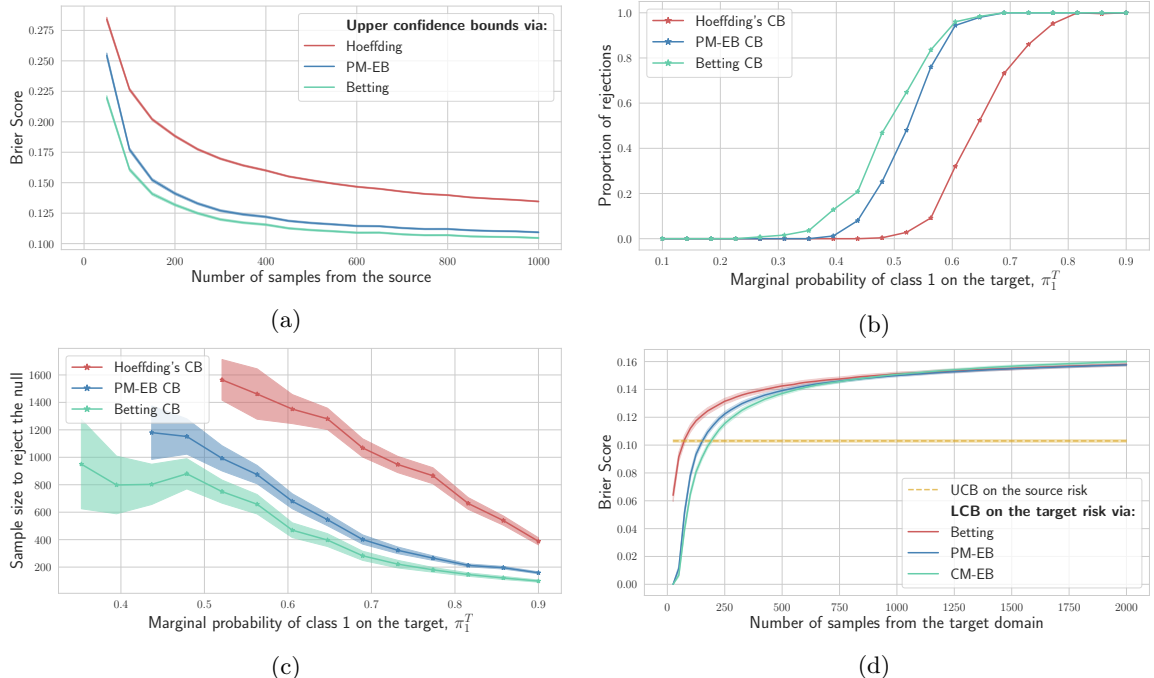 Brier Score
0.275
0.250
0.225
0.200
0.175
0.150
0.125
0.100
Upper confidence bounds via:
Hoeffding
PM-EB
Betting
0 200 400 600 800 1000
Number of samples from the source
(a)
Proportion of rejections
1.0
0.8
0.6
0.4
0.2
0.0
Hoeffding's CB
PM-EB CB
Betting CB
0.1 0.2 0.3 0.4 0.5 0.6 0.7 0.8 0.9
Marginal probability of class 1 on the target, π₁ᵀ
(b)
Sample size to reject the null
1600
1400
1200
1000
800
600
400
200
Hoeffding's CB
PM-EB CB
Betting CB
0.4 0.5 0.6 0.7 0.8 0.9
Marginal probability of class 1 on the target, π₁ᵀ
(c)
Brier Score
0.16
0.14
0.12
0.10
0.08
0.06
0.04
0.02
0.00
UCB on the source risk
LCB on the target risk via:
Betting
PM-EB
CM-EB
0 250 500 750 1000 1250 1500 1750 2000
Number of samples from the target domain
(d)